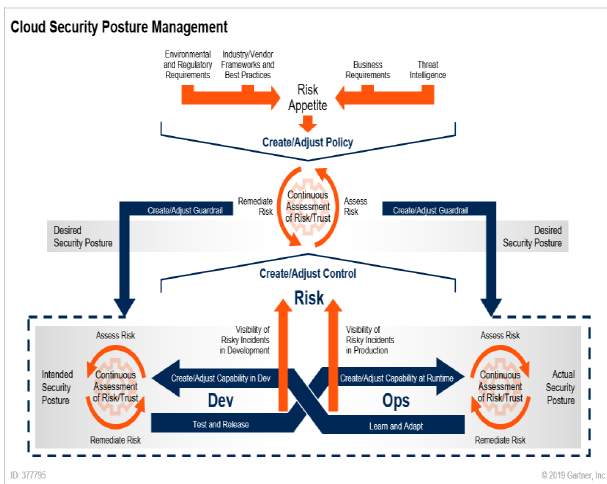 Cloud Security Posture Management
Environmental
and Regulatory
Requirements
Industry/Vendor
Frameworks and
Best Practices
Business
Requirements
Threat
Intelligence
Risk
Appetite
Create/Adjust Policy
Remediate
Risk
Continuous
Assessment
of Risk/Trust
Assess
Risk
Create/Adjust Guardrail
Create/Adjust Guardrail
Desired
Security Posture
Desired
Security Posture
Create/Adjust Control
Risk
Visibility of
Risky Incidents
in Development
Visibility of
Risky Incidents
in Production
Assess Risk
Assess Risk
Intended
Security
Posture
Continuous
Assessment
of Risk/Trust
Create/Adjust Capability in Dev
Create/Adjust Capability at Runtime
Continuous
Assessment
of Risk/Trust
Actual
Security
Posture
Dev
Ops
Test and Release
Learn and Adapt
Remediate Risk
Remediate Risk
ID: 377795
© 2019 Gartner, Inc.